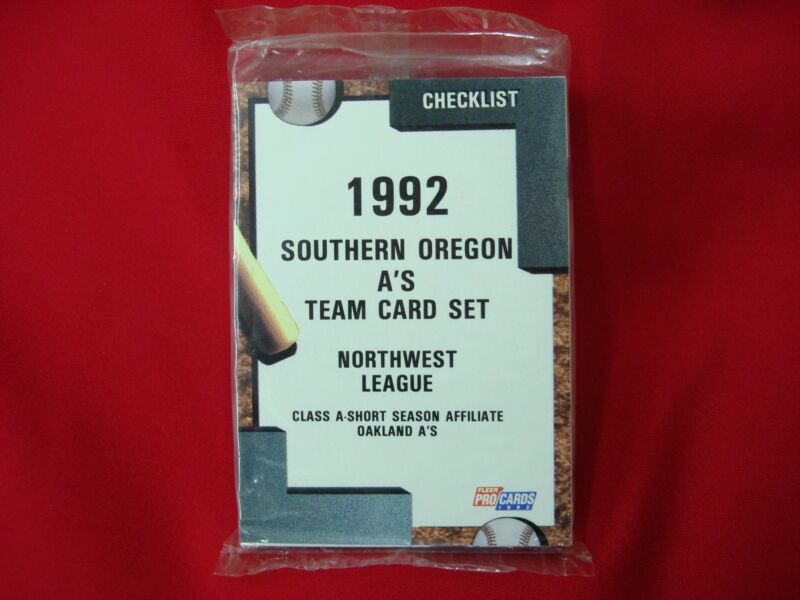 CHECKLIST
1992
SOUTHERN OREGON
A'S
TEAM CARD SET
NORTHWEST
LEAGUE
CLASS A-SHORT SEASON AFFILIATE
OAKLAND A'S
FLEER
PRO CARDS
1992